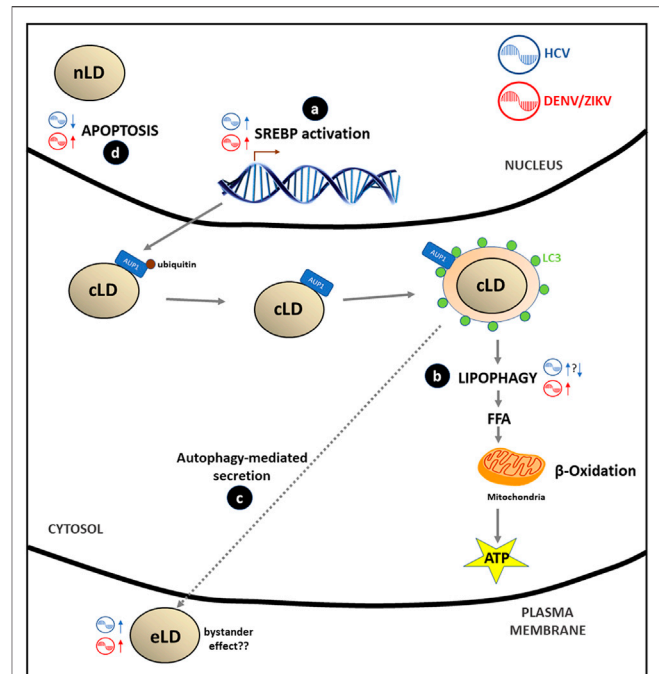 nLD
HCV
DENV/ZIKV
a
APOPTOSIS
SREBP activation
d
NUCLEUS
AUP1
ubiquitin
cLD
AUP1
cLD
AUP1
LC3
cLD
b
LIPOPHAGY
?
FFA
β-Oxidation
Mitochondria
ATP
Autophagy-mediated
secretion
c
CYTOSOL
PLASMA
MEMBRANE
eLD
bystander
effect??